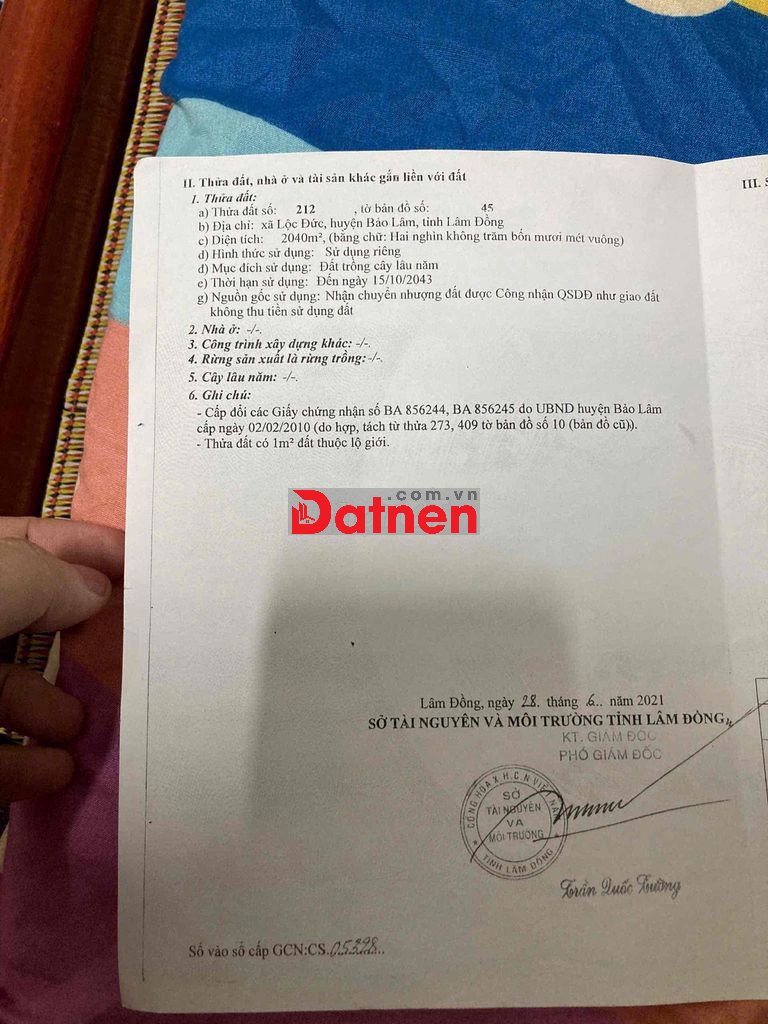 II. Thửa đất, nhà ở và tài sản khác gắn liền với đất
1. Thửa đất:
a) Thửa đất số: 212 , tờ bản đồ số: 45
b) Địa chỉ: xã Lộc Đức, huyện Bảo Lâm, tỉnh Lâm Đồng
c) Diện tích: 2040m², (bằng chữ: Hai nghìn không trăm bốn mươi mét vuông)
d) Hình thức sử dụng: Sử dụng riêng
đ) Mục đích sử dụng: Đất trồng cây lâu năm
e) Thời hạn sử dụng: Đến ngày 15/10/2043
g) Nguồn gốc sử dụng: Nhận chuyển nhượng đất được Công nhận QSDĐ như giao đất
không thu tiền sử dụng đất
2. Nhà ở: -/-.
3. Công trình xây dựng khác: -/-.
4. Rừng sản xuất là rừng trồng:-/-.
5. Cây lâu năm: -/-.
6. Ghi chú:
- Cấp đổi các Giấy chứng nhận số BA 856244, BA 856245 do UBND huyện Bảo Lâm
cấp ngày 02/02/2010 (do hợp, tách từ thửa 273, 409 tờ bản đồ số 10 (bản đồ cũ)).
- Thửa đất có 1m² đất thuộc lộ giới.
III. S
.com.vn
Datnen
Lâm Đồng, ngày 28 tháng 6.. năm 2021
SỞ TÀI NGUYÊN VÀ MÔI TRƯỜNG TỈNH LÂM ĐỒNG
KT. GIÁM ĐỐC
PHÓ GIÁM ĐỐC
CỘNG HÒA X.H.C.N VIỆT NAM
SỞ
TÀI NGUYÊN
VÀ
MÔI TRƯỜNG
TỈNH LÂM ĐỒNG
Số vào sổ cấp GCN:CS.05398..